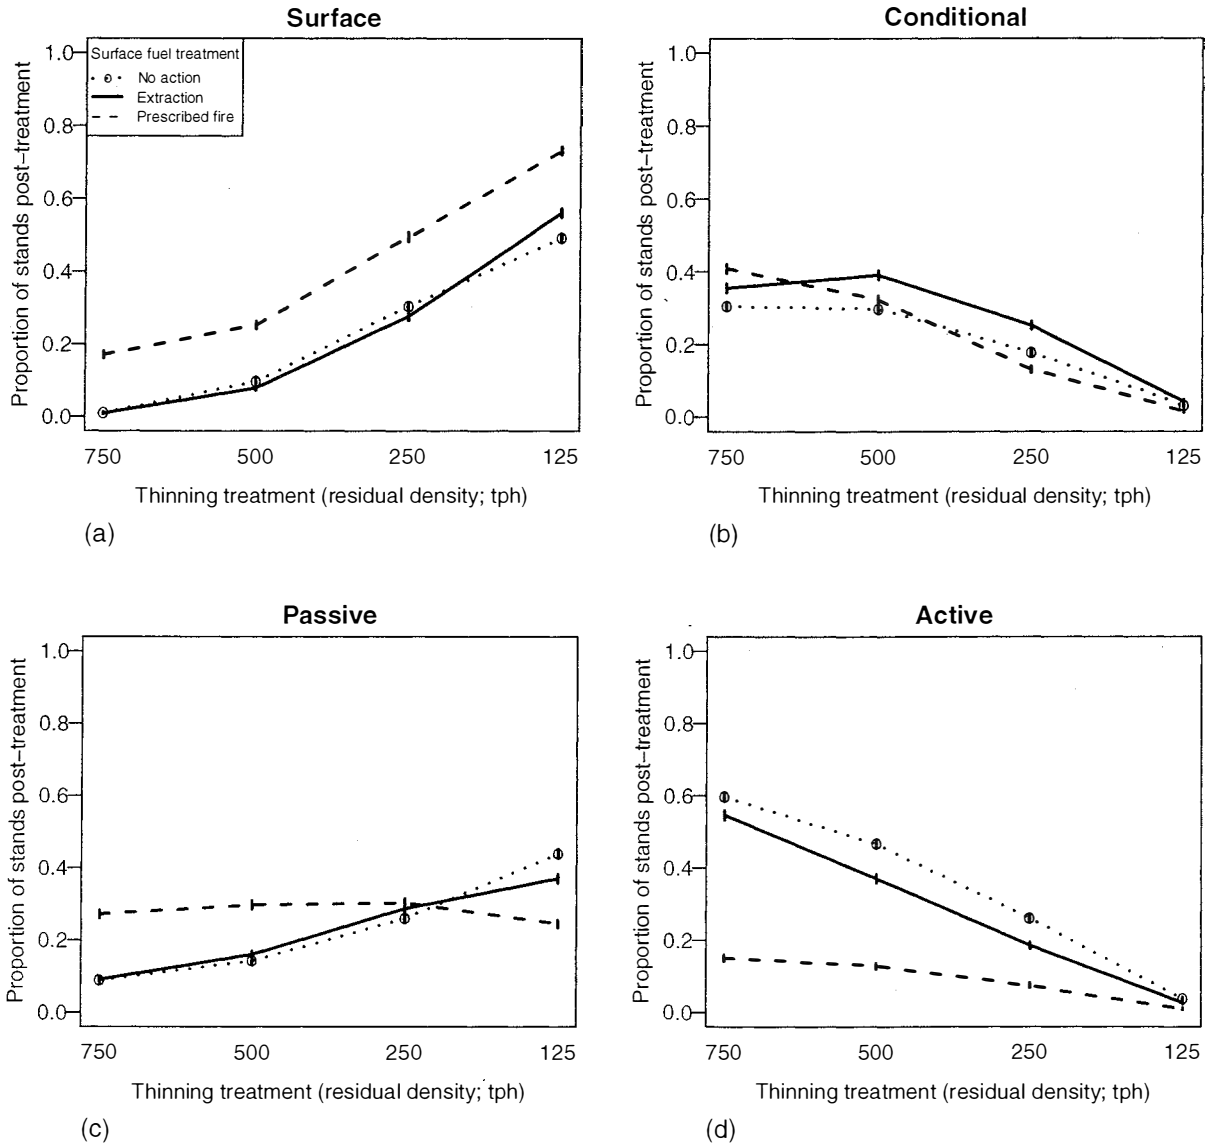 Surface
Proportion of stands post-treatment
1.0
0.8
0.6
0.4
0.2
0.0
Surface fuel treatment
No action
Extraction
Prescribed fire
750 500 250 125
Thinning treatment (residual density; tph)
(a)
Conditional
Proportion of stands post-treatment
1.0
0.8
0.6
0.4
0.2
0.0
750 500 250 125
Thinning treatment (residual density; tph)
(b)
Passive
Proportion of stands post-treatment
1.0
0.8
0.6
0.4
0.2
0.0
750 500 250 125
Thinning treatment (residual density; tph)
(c)
Active
Proportion of stands post-treatment
1.0
0.8
0.6
0.4
0.2
0.0
750 500 250 125
Thinning treatment (residual density; tph)
(d)